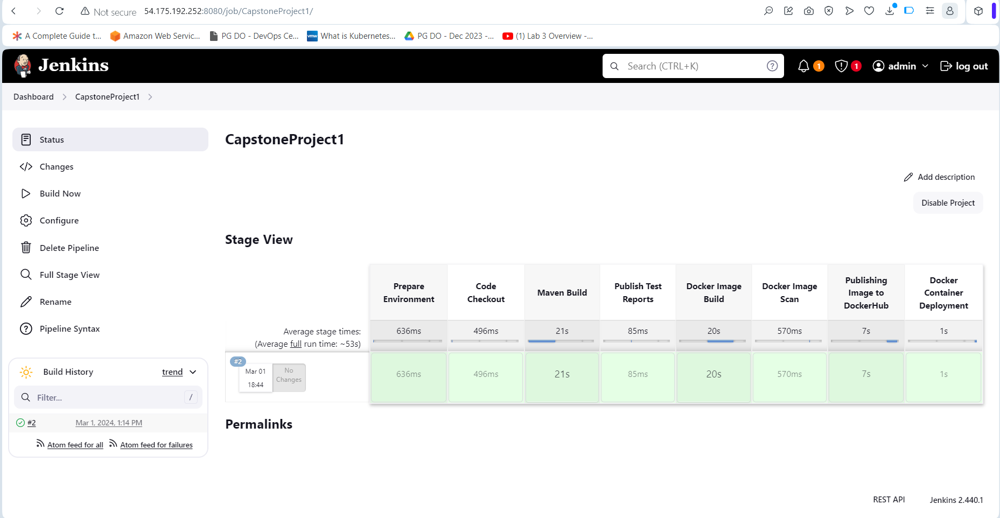 Not secure 54.175.192.252:8080/job/CapstoneProject1/
A Complete Guide t... Amazon Web Servic... PG DO - DevOps Ce... vmw What is Kubernetes... PG DO - Dec 2023 -... (1) Lab 3 Overview -...
Jenkins Search (CTRL+K) ? 1 1 admin log out
Dashboard CapstoneProject1
Status
Changes
Build Now
Configure
Delete Pipeline
Full Stage View
Rename
? Pipeline Syntax
Build History trend
Filter... /
#2 Mar 1, 2024, 1:14 PM
Atom feed for all Atom feed for failures
CapstoneProject1
Add description
Disable Project
Stage View
Prepare Environment
Code Checkout
Maven Build
Publish Test Reports
Docker Image Build
Docker Image Scan
Publishing Image to DockerHub
Docker Container Deployment
Average stage times:
(Average full run time: ~53s)
636ms 496ms 21s 85ms 20s 570ms 7s 1s
#2
Mar 01
18:44
No
Changes
636ms 496ms 21s 85ms 20s 570ms 7s 1s
Permalinks
REST API Jenkins 2.440.1